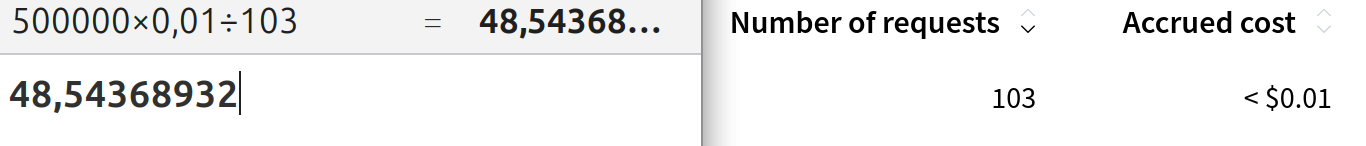 500000×0,01÷103 = 48,54368...
48,54368932
Number of requests Accrued cost
103 < $0.01